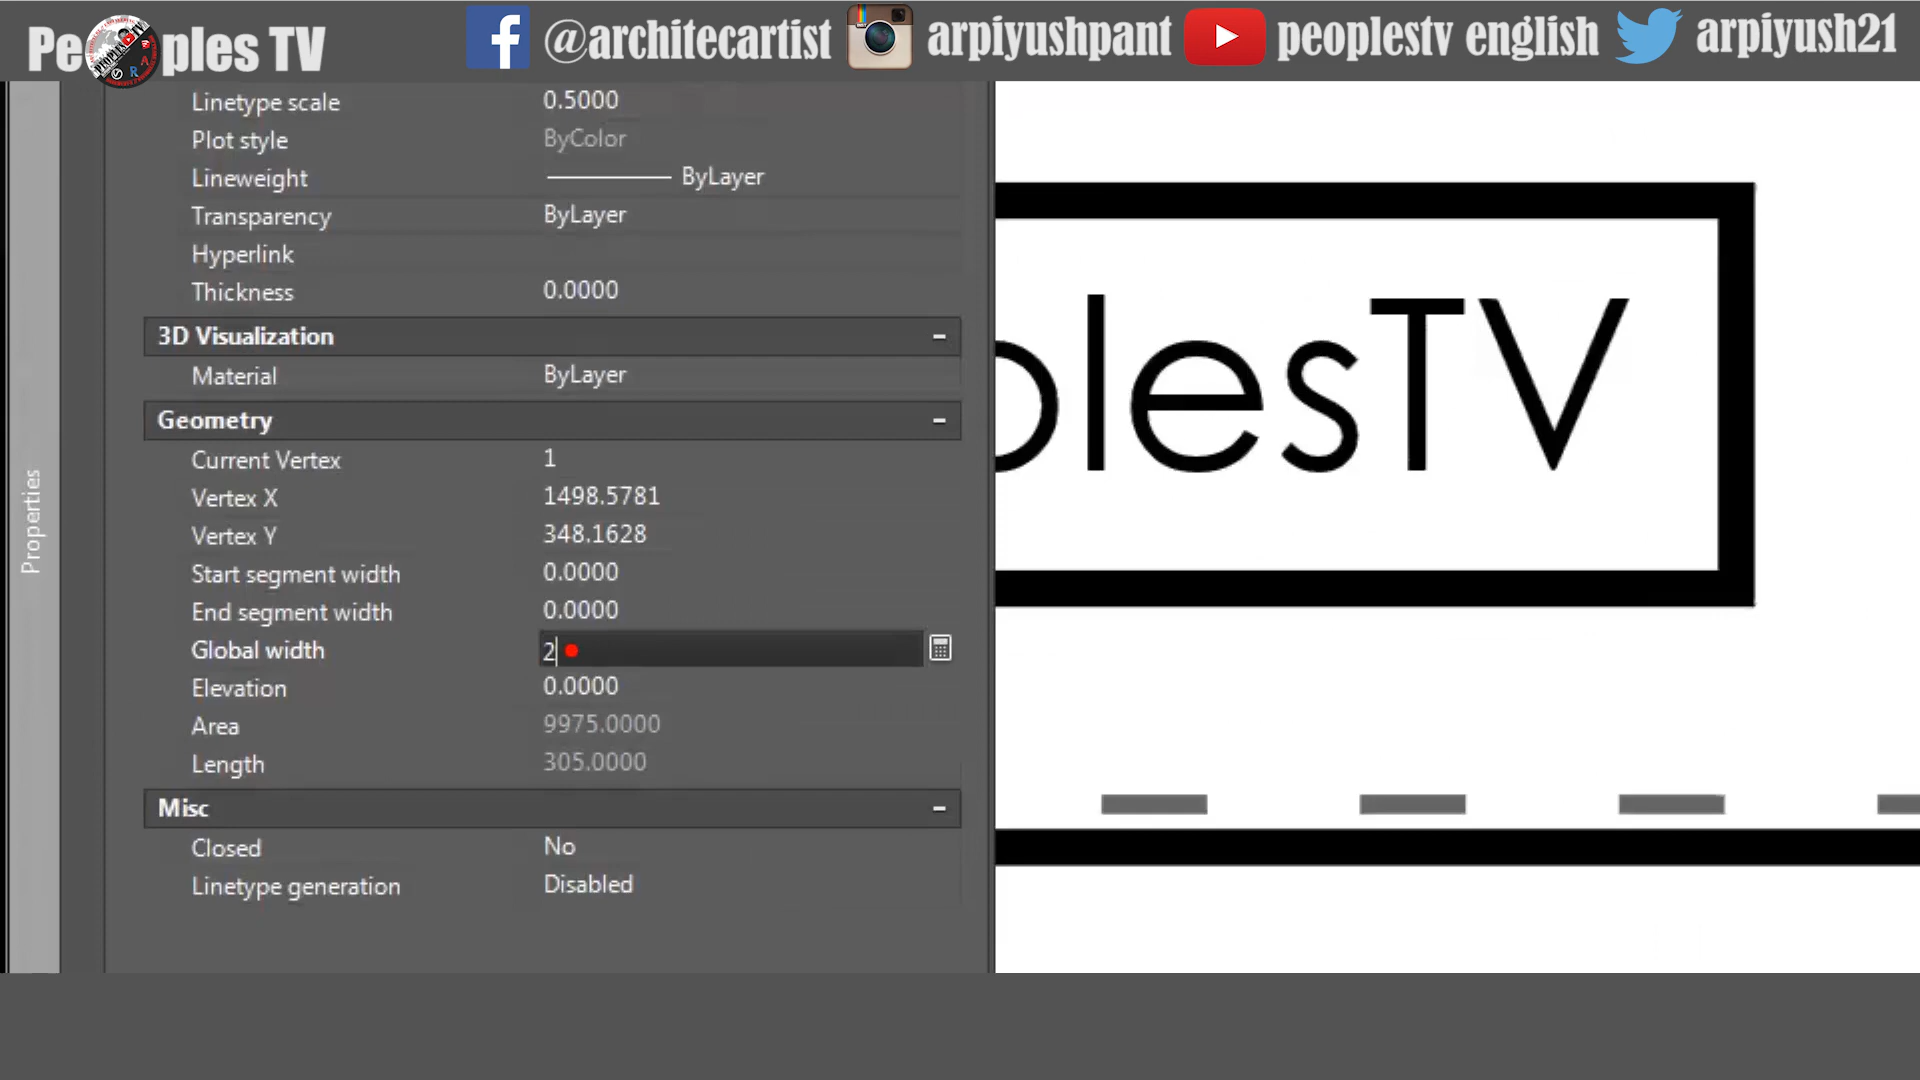 Peoples TV
@architecartist arpiyushpant peoplestv english arpiyush21
Linetype scale 0.5000
Plot style ByColor
Lineweight ByLayer
Transparency ByLayer
Hyperlink
Thickness 0.0000
3D Visualization
Material ByLayer
Geometry
Current Vertex 1
Vertex X 1498.5781
Vertex Y 348.1628
Start segment width 0.0000
End segment width 0.0000
Global width 2
Elevation 0.0000
Area 9975.0000
Length 305.0000
Misc
Closed No
Linetype generation Disabled
Properties
plesTV